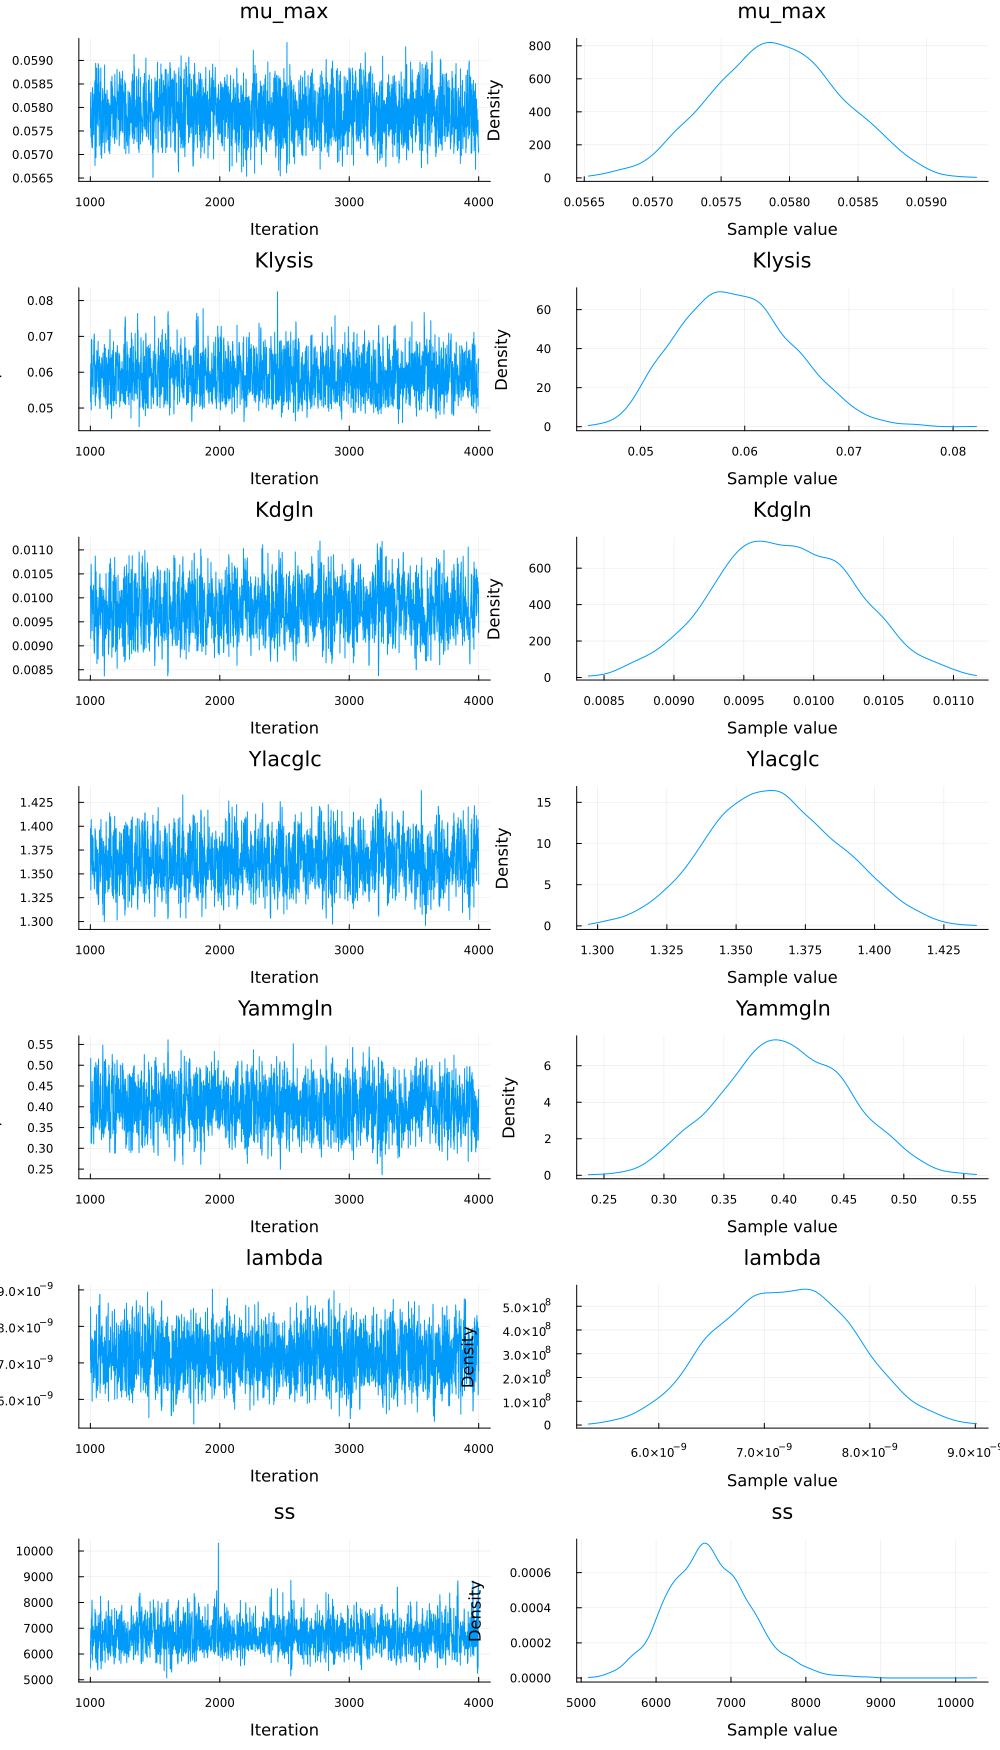 mu_max
mu_max
0.0590
0.0585
0.0580
0.0575
0.0570
0.0565
1000 2000 3000 4000
Iteration
Density
800
600
400
200
0
0.0565 0.0570 0.0575 0.0580 0.0585 0.0590
Sample value
Klysis
Klysis
0.08
0.07
0.06
0.05
1000 2000 3000 4000
Iteration
Density
60
40
20
0
0.05 0.06 0.07 0.08
Sample value
Kdgln
Kdgln
0.0110
0.0105
0.0100
0.0095
0.0090
0.0085
1000 2000 3000 4000
Iteration
Density
600
400
200
0
0.0085 0.0090 0.0095 0.0100 0.0105 0.0110
Sample value
Ylacglc
Ylacglc
1.425
1.400
1.375
1.350
1.325
1.300
1000 2000 3000 4000
Iteration
Density
15
10
5
0
1.300 1.325 1.350 1.375 1.400 1.425
Sample value
Yammgln
Yammgln
0.55
0.50
0.45
0.40
0.35
0.30
0.25
1000 2000 3000 4000
Iteration
Density
6
4
2
0
0.25 0.30 0.35 0.40 0.45 0.50 0.55
Sample value
lambda
lambda
9.0×10⁻⁹
8.0×10⁻⁹
7.0×10⁻⁹
6.0×10⁻⁹
1000 2000 3000 4000
Iteration
Density
5.0×10⁸
4.0×10⁸
3.0×10⁸
2.0×10⁸
1.0×10⁸
0
6.0×10⁻⁹ 7.0×10⁻⁹ 8.0×10⁻⁹ 9.0×10⁻⁹
Sample value
ss
ss
10000
9000
8000
7000
6000
5000
1000 2000 3000 4000
Iteration
Density
0.0006
0.0004
0.0002
0.0000
5000 6000 7000 8000 9000 10000
Sample value